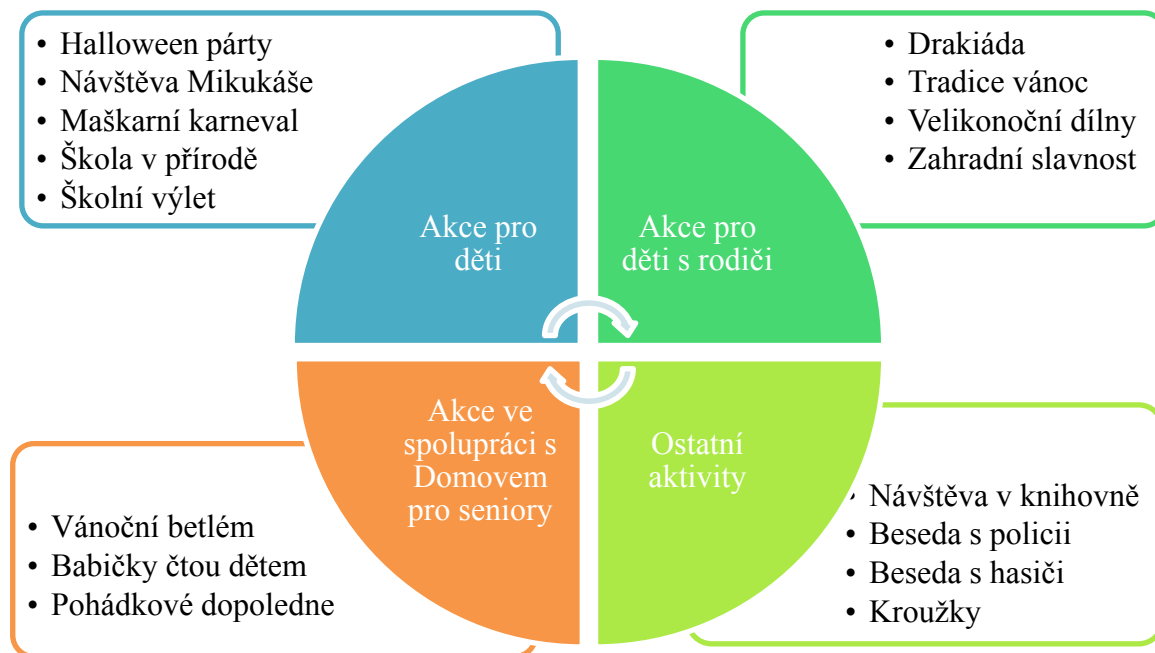 • Halloween párty
• Návštěva Mikukáše
• Maškarní karneval
• Škola v přírodě
• Školní výlet
Akce pro
děti
• Drakiáda
• Tradice vánoc
• Velikonoční dílny
• Zahradní slavnost
Akce pro
děti s rodiči
Akce ve
spolupráci s
Domovem
pro seniory
• Vánoční betlém
• Babičky čtou dětem
• Pohádkové dopoledne
Ostatní
aktivity
• Návštěva v knihovně
• Beseda s policii
• Beseda s hasiči
• Kroužky